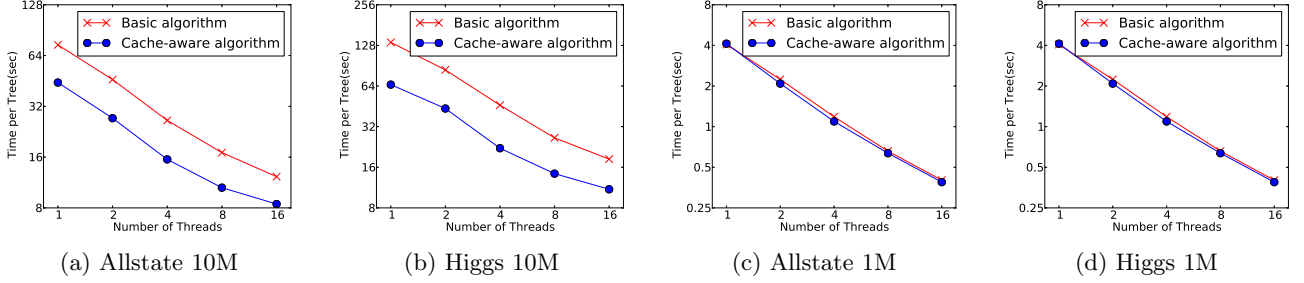 128
64
32
16
8
Time per Tree(sec)
Basic algorithm
Cache-aware algorithm
1 2 4 8 16
Number of Threads
(a) Allstate 10M
256
128
64
32
16
8
Time per Tree(sec)
Basic algorithm
Cache-aware algorithm
1 2 4 8 16
Number of Threads
(b) Higgs 10M
8
4
2
1
0.5
0.25
Time per Tree(sec)
Basic algorithm
Cache-aware algorithm
1 2 4 8 16
Number of Threads
(c) Allstate 1M
8
4
2
1
0.5
0.25
Time per Tree(sec)
Basic algorithm
Cache-aware algorithm
1 2 4 8 16
Number of Threads
(d) Higgs 1M